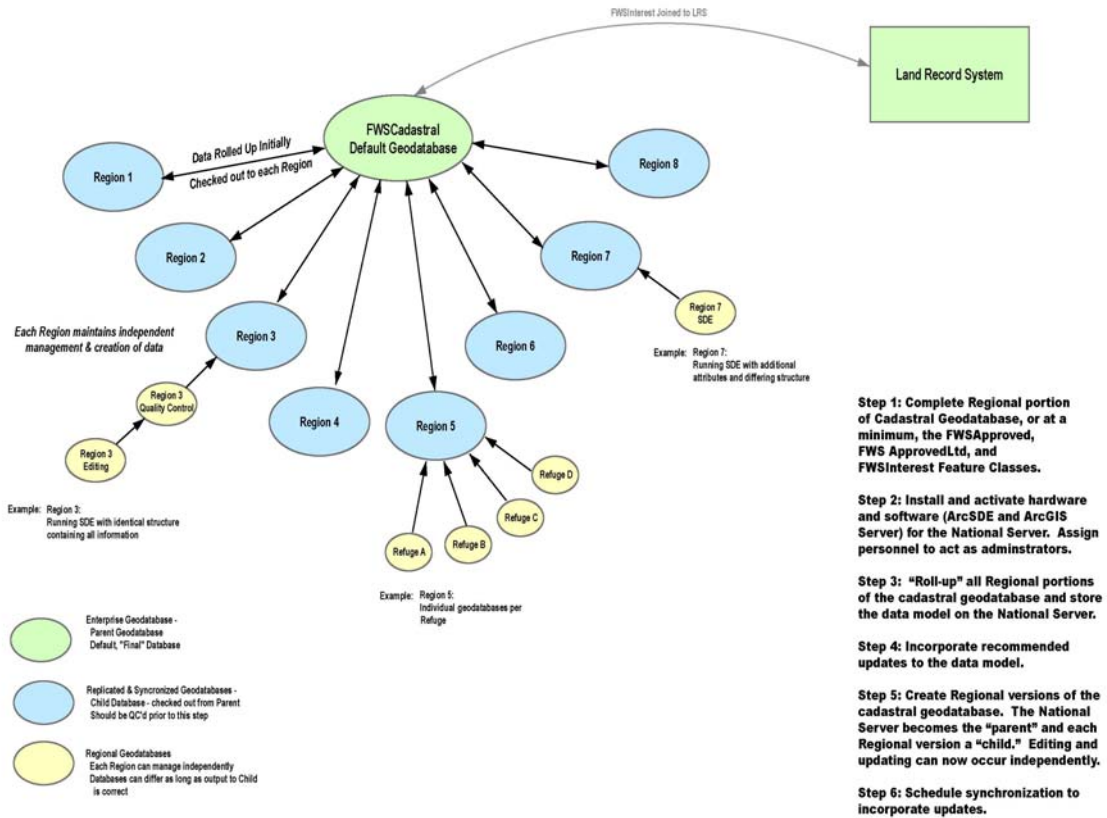 FWSInterest Joined to LRS
Land Record System
FWSCadastral
Default Geodatabase
Data Rolled Up Initially
Checked out to each Region
Region 1
Region 8
Region 2
Region 7
Region 7
SDE
Each Region maintains independent
management & creation of data
Region 3
Region 6
Example: Region 7:
Running SDE with additional
attributes and differing structure
Region 3
Quality Control
Region 4
Region 5
Region 3
Editing
Refuge D
Refuge C
Refuge B
Refuge A
Example: Region 3:
Running SDE with identical structure
containing all information
Example: Region 5:
Individual geodatabases per
Refuge
Enterprise Geodatabase -
Parent Geodatabase
Default, "Final" Database
Replicated & Syncronized Geodatabases -
Child Database - checked out from Parent
Should be QC'd prior to this step
Regional Geodatabases
Each Region can manage independently
Databases can differ as long as output to Child
is correct
Step 1: Complete Regional portion
of Cadastral Geodatabase, or at a
minimum, the FWSApproved,
FWS ApprovedLtd, and
FWSInterest Feature Classes.
Step 2: Install and activate hardware
and software (ArcSDE and ArcGIS
Server) for the National Server. Assign
personnel to act as adminstrators.
Step 3: “Roll-up” all Regional portions
of the cadastral geodatabase and store
the data model on the National Server.
Step 4: Incorporate recommended
updates to the data model.
Step 5: Create Regional versions of the
cadastral geodatabase. The National
Server becomes the “parent” and each
Regional version a “child.” Editing and
updating can now occur independently.
Step 6: Schedule synchronization to
incorporate updates.